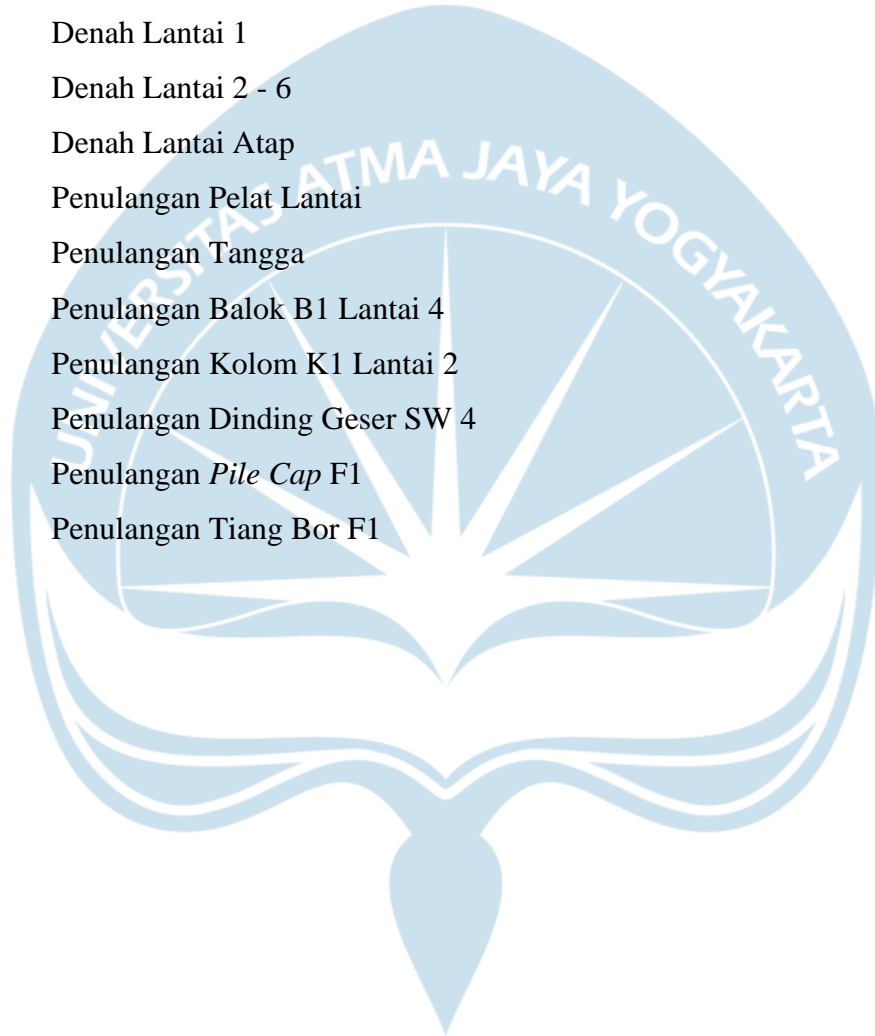 Denah Lantai 1
Denah Lantai 2 - 6
Denah Lantai Atap
Penulangan Pelat Lantai
Penulangan Tangga
Penulangan Balok B1 Lantai 4
Penulangan Kolom K1 Lantai 2
Penulangan Dinding Geser SW 4
Penulangan Pile Cap F1
Penulangan Tiang Bor F1
UNIVERSITAS ATMA JAYA YOGYAKARTA